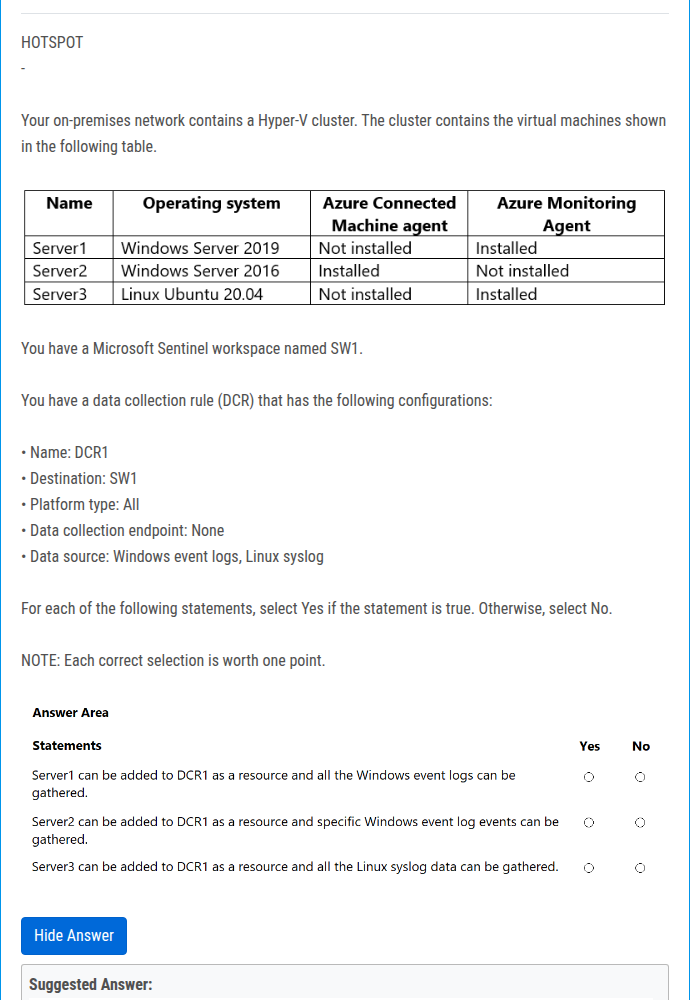 HOTSPOT
-
Your on-premises network contains a Hyper-V cluster. The cluster contains the virtual machines shown
in the following table.
Name Operating system Azure Connected Machine agent Azure Monitoring Agent
Server1 Windows Server 2019 Not installed Installed
Server2 Windows Server 2016 Installed Not installed
Server3 Linux Ubuntu 20.04 Not installed Installed
You have a Microsoft Sentinel workspace named SW1.
You have a data collection rule (DCR) that has the following configurations:
• Name: DCR1
• Destination: SW1
• Platform type: All
• Data collection endpoint: None
• Data source: Windows event logs, Linux syslog
For each of the following statements, select Yes if the statement is true. Otherwise, select No.
NOTE: Each correct selection is worth one point.
Answer Area
Statements Yes No
Server1 can be added to DCR1 as a resource and all the Windows event logs can be
gathered.
Server2 can be added to DCR1 as a resource and specific Windows event log events can be
gathered.
Server3 can be added to DCR1 as a resource and all the Linux syslog data can be gathered.
Hide Answer
Suggested Answer: